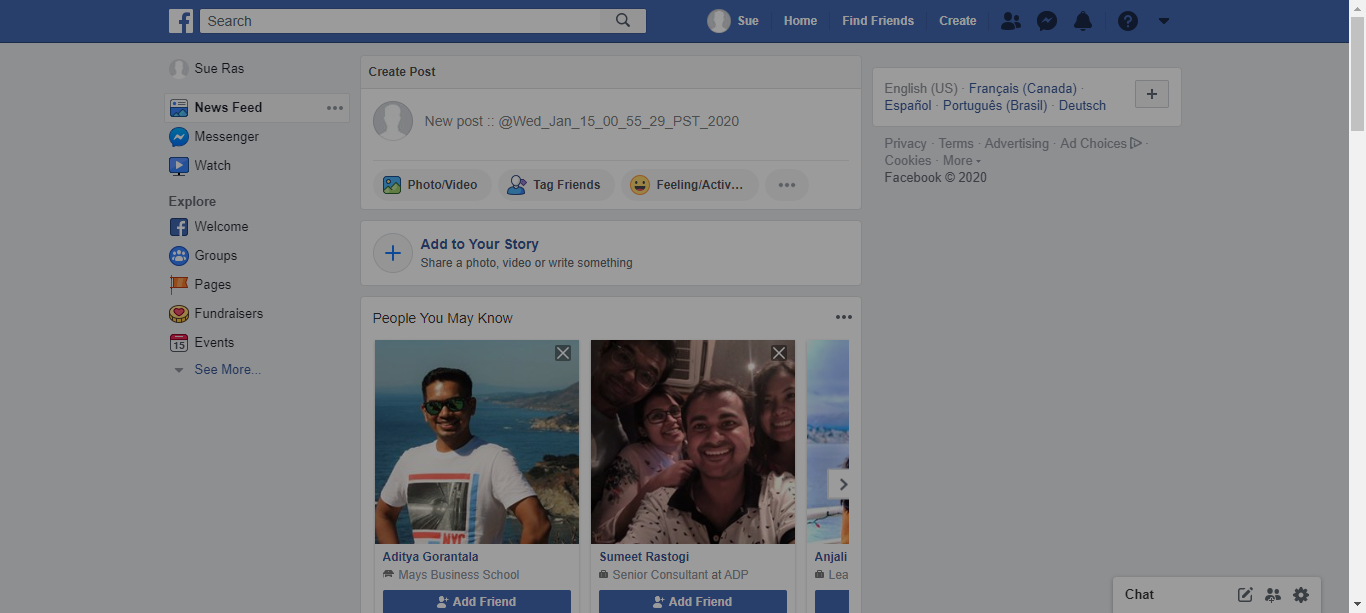 Search
Sue Home Find Friends Create
Sue Ras
News Feed
Messenger
Watch
Explore
Welcome
Groups
Pages
Fundraisers
15 Events
See More...
Create Post
New post :: @Wed_Jan_15_00_55_29_PST_2020
Photo/Video Tag Friends Feeling/Activ...
Add to Your Story
Share a photo, video or write something
People You May Know
Aditya Gorantala
Mays Business School
Add Friend
Sumeet Rastogi
Senior Consultant at ADP
Add Friend
Anjali
Lea
English (US) · Français (Canada) ·
Español · Português (Brasil) · Deutsch
Privacy · Terms · Advertising · Ad Choices ·
Cookies · More
Facebook © 2020
Chat